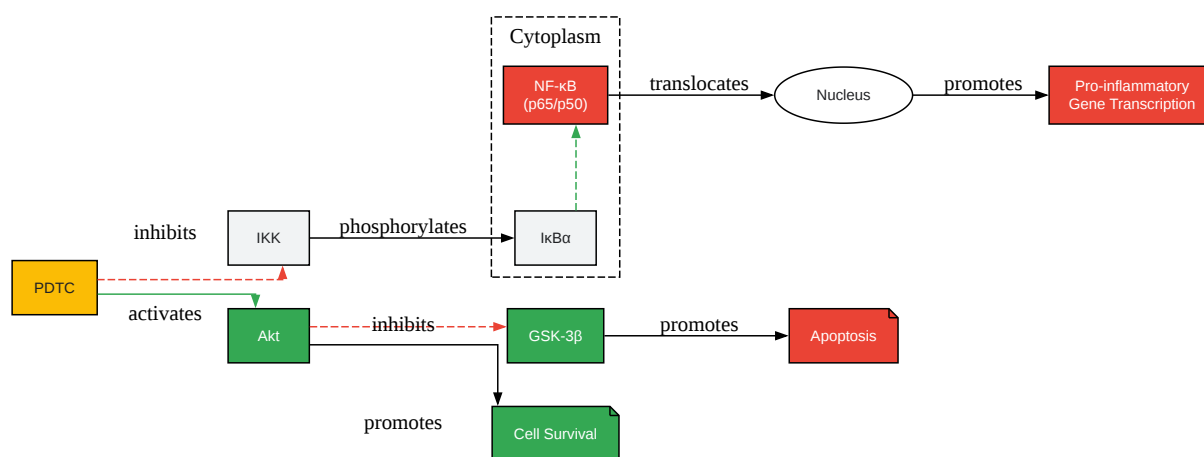 Cytoplasm
NF-κB
(p65/p50)
translocates
Nucleus
promotes
Pro-inflammatory
Gene Transcription
inhibits
IKK
phosphorylates
IκBα
PDTC
activates
Akt
inhibits
GSK-3β
promotes
Apoptosis
promotes
Cell Survival